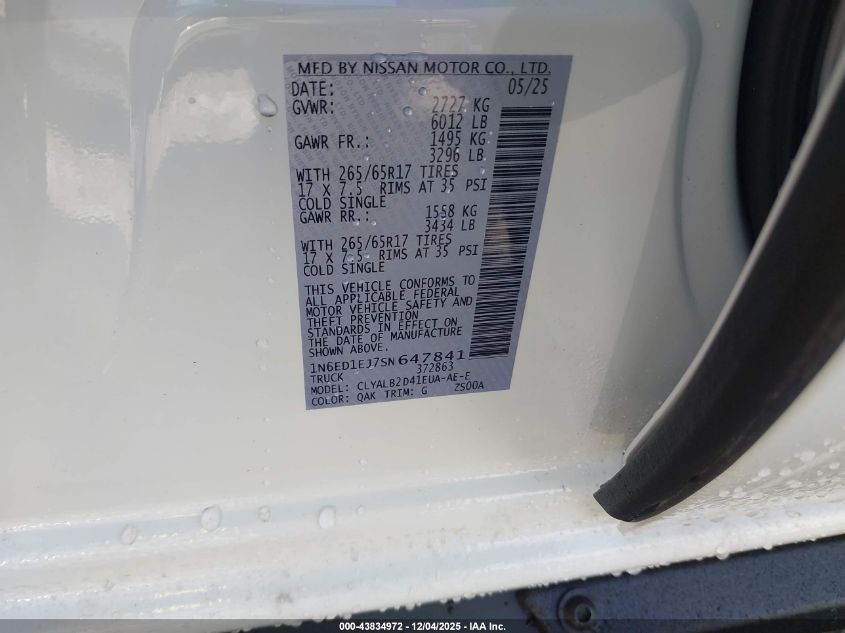 MFD BY NISSAN MOTOR CO., LTD.
DATE: 05/25
GVWR: 2727 KG
6012 LB
GAWR FR.: 1495 KG
3296 LB
WITH 265/65R17 TIRES
17 X 7.5 RIMS AT 35 PSI
COLD SINGLE
GAWR RR.: 1558 KG
3434 LB
WITH 265/65R17 TIRES
17 X 7.5 RIMS AT 35 PSI
COLD SINGLE
THIS VEHICLE CONFORMS TO
ALL APPLICABLE FEDERAL
MOTOR VEHICLE SAFETY AND
THEFT PREVENTION
STANDARDS IN EFFECT ON
THE DATE OF MANUFACTURE
SHOWN ABOVE.
1N6ED1EJ7SN647841
TRUCK 372863
MODEL: CLYALB2D41EUA-AE-E
COLOR: QAK TRIM: G ZS00A
000-43834972 - 12/04/2025 - IAA Inc.